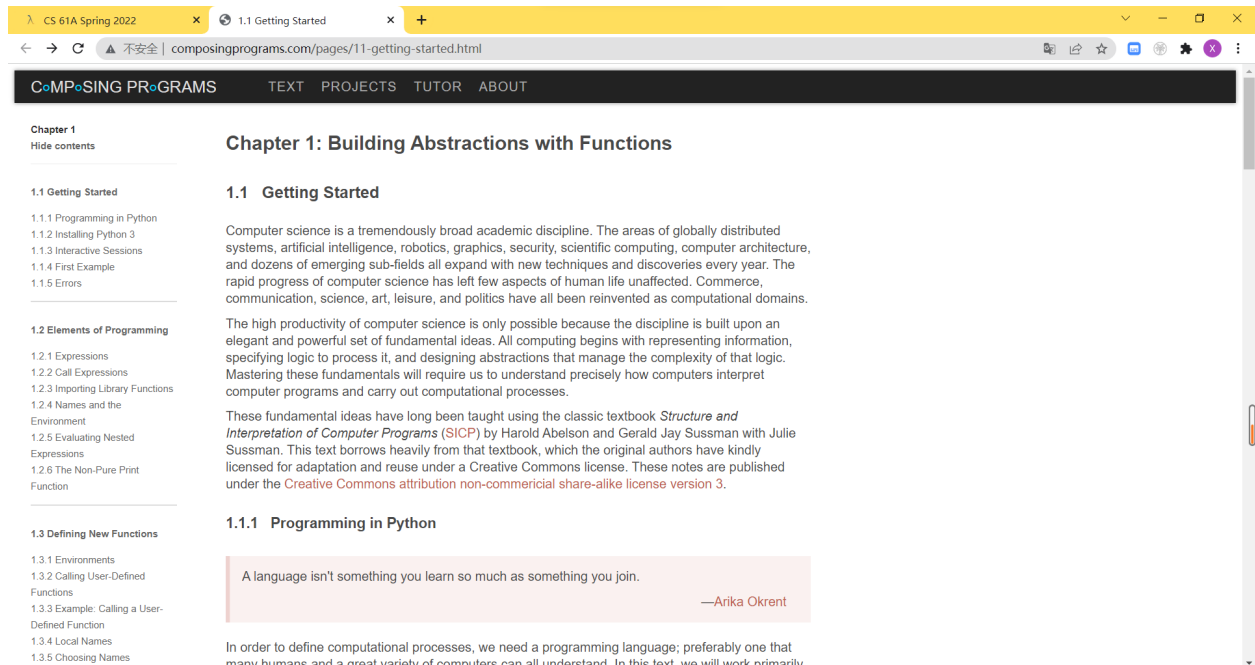 CS 61A Spring 2022
1.1 Getting Started
不安全 | composingprograms.com/pages/11-getting-started.html
X
CoMPoSING PRoGRAMS
TEXT PROJECTS TUTOR ABOUT
Chapter 1
Hide contents
1.1 Getting Started
1.1.1 Programming in Python
1.1.2 Installing Python 3
1.1.3 Interactive Sessions
1.1.4 First Example
1.1.5 Errors
1.2 Elements of Programming
1.2.1 Expressions
1.2.2 Call Expressions
1.2.3 Importing Library Functions
1.2.4 Names and the
Environment
1.2.5 Evaluating Nested
Expressions
1.2.6 The Non-Pure Print
Function
1.3 Defining New Functions
1.3.1 Environments
1.3.2 Calling User-Defined
Functions
1.3.3 Example: Calling a User-
Defined Function
1.3.4 Local Names
1.3.5 Choosing Names
Chapter 1: Building Abstractions with Functions
1.1 Getting Started
Computer science is a tremendously broad academic discipline. The areas of globally distributed
systems, artificial intelligence, robotics, graphics, security, scientific computing, computer architecture,
and dozens of emerging sub-fields all expand with new techniques and discoveries every year. The
rapid progress of computer science has left few aspects of human life unaffected. Commerce,
communication, science, art, leisure, and politics have all been reinvented as computational domains.
The high productivity of computer science is only possible because the discipline is built upon an
elegant and powerful set of fundamental ideas. All computing begins with representing information,
specifying logic to process it, and designing abstractions that manage the complexity of that logic.
Mastering these fundamentals will require us to understand precisely how computers interpret
computer programs and carry out computational processes.
These fundamental ideas have long been taught using the classic textbook Structure and
Interpretation of Computer Programs (SICP) by Harold Abelson and Gerald Jay Sussman with Julie
Sussman. This text borrows heavily from that textbook, which the original authors have kindly
licensed for adaptation and reuse under a Creative Commons license. These notes are published
under the Creative Commons attribution non-commericial share-alike license version 3.
1.1.1 Programming in Python
A language isn't something you learn so much as something you join.
—Arika Okrent
In order to define computational processes, we need a programming language; preferably one that
many humans and a great variety of computers can all understand. In this text, we will work primarily